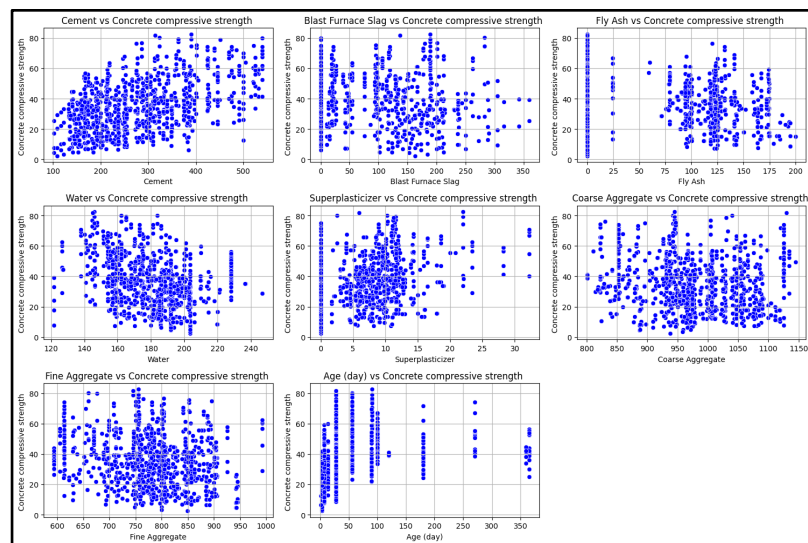 Cement vs Concrete compressive strength
Concrete compressive strength
80
60
40
20
0
100 200 300 400 500
Cement
Blast Furnace Slag vs Concrete compressive strength
Concrete compressive strength
80
60
40
20
0
0 50 100 150 200 250 300 350
Blast Furnace Slag
Fly Ash vs Concrete compressive strength
Concrete compressive strength
80
60
40
20
0
0 25 50 75 100 125 150 175 200
Fly Ash
Water vs Concrete compressive strength
Concrete compressive strength
80
60
40
20
0
120 140 160 180 200 220 240
Water
Superplasticizer vs Concrete compressive strength
Concrete compressive strength
80
60
40
20
0
0 5 10 15 20 25 30
Superplasticizer
Coarse Aggregate vs Concrete compressive strength
Concrete compressive strength
80
60
40
20
0
800 850 900 950 1000 1050 1100 1150
Coarse Aggregate
Fine Aggregate vs Concrete compressive strength
Concrete compressive strength
80
60
40
20
0
600 650 700 750 800 850 900 950 1000
Fine Aggregate
Age (day) vs Concrete compressive strength
Concrete compressive strength
80
60
40
20
0
0 50 100 150 200 250 300 350
Age (day)